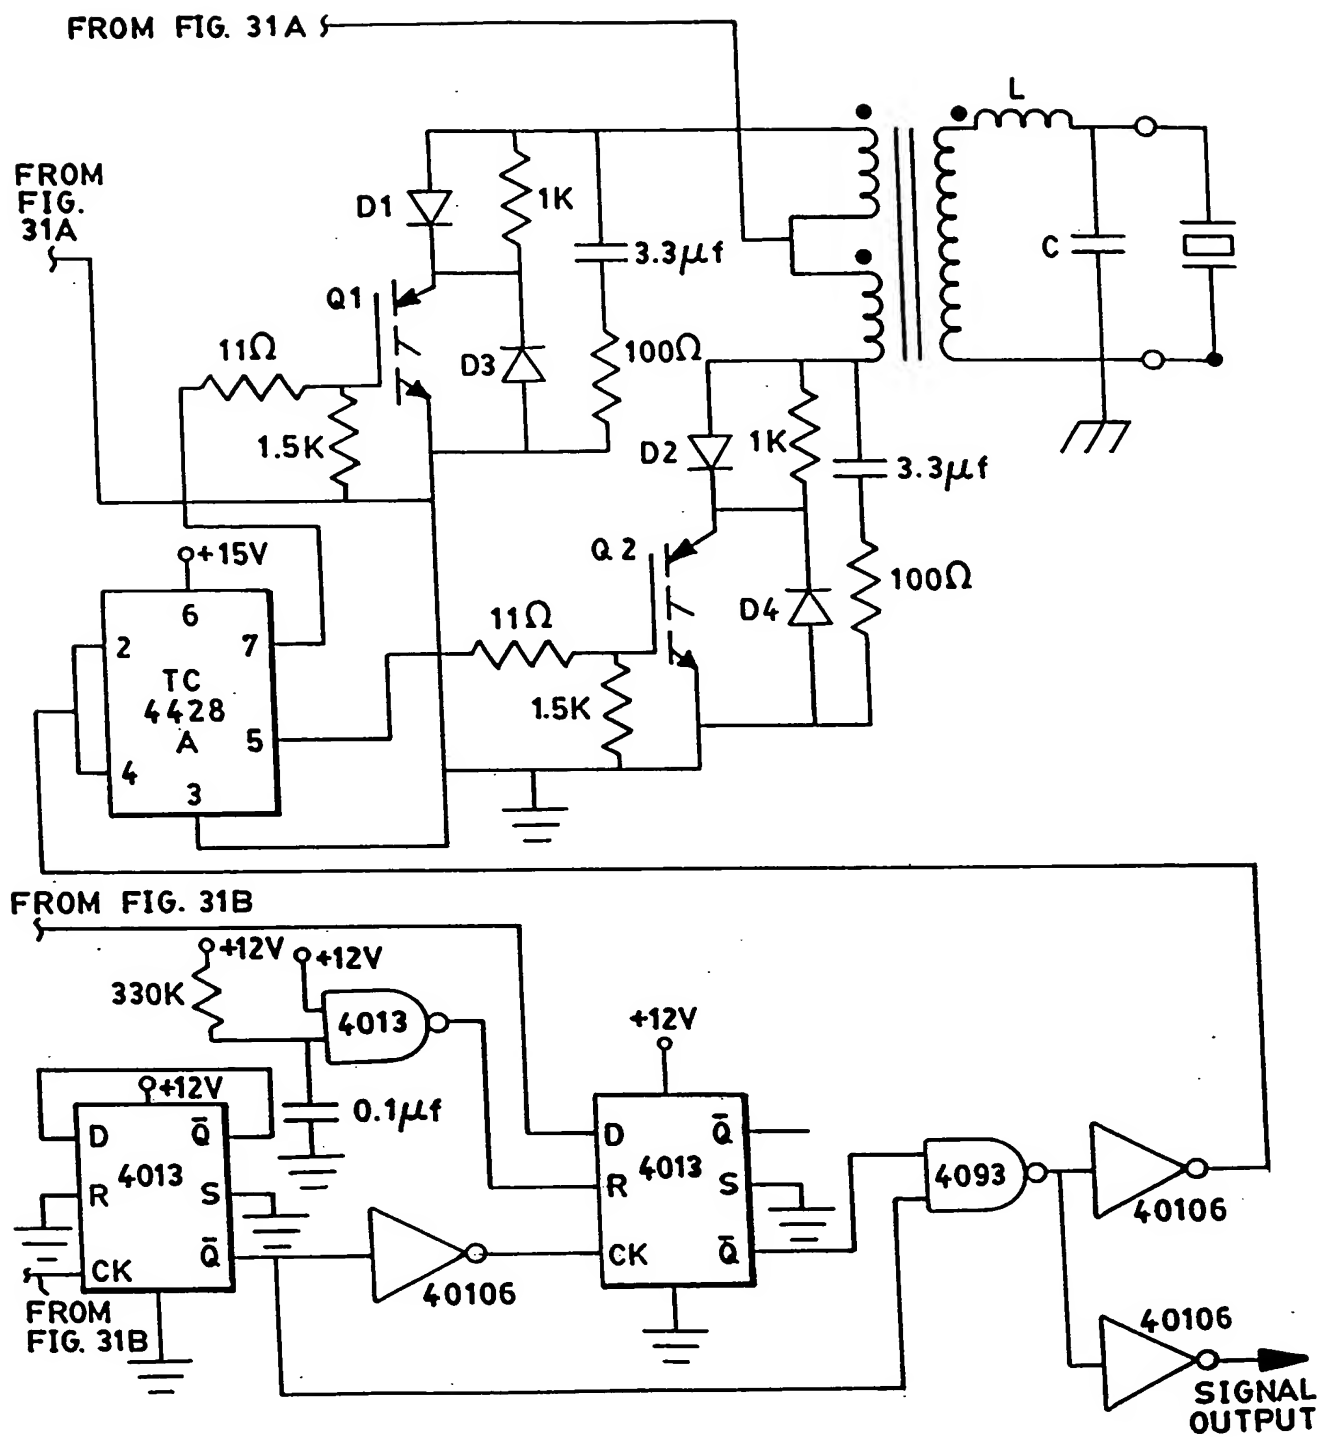 FROM FIG. 31A
L
FROM
FIG.
31A
D1
1K
3.3μf
C
Q1
11Ω
D3
100Ω
1.5K
D2
1K
3.3μf
+15V
Q2
6
2
7
11Ω
D4
100Ω
TC
4428
A
1.5K
5
4
3
FROM FIG. 31B
+12V
+12V
330K
4013
+12V
+12V
0.1μf
D
Q̅
4013
R
S
Q̅
CK
D
Q̅
4013
R
S
CK
Q̅
4093
40106
40106
FROM
FIG. 31B
40106
SIGNAL
OUTPUT